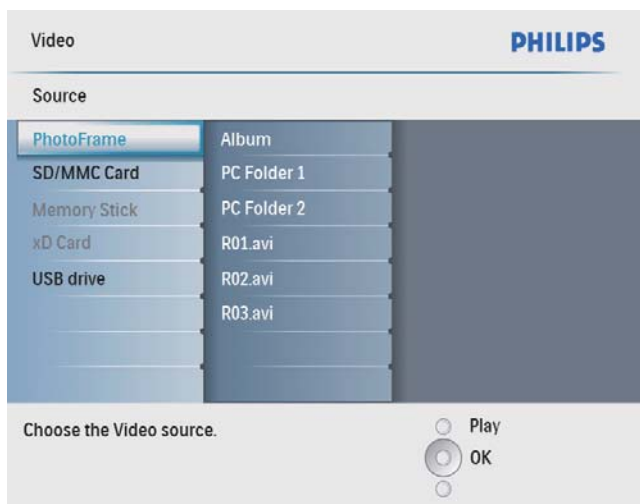 Video
PHILIPS
Source
PhotoFrame
SD/MMC Card
Memory Stick
xD Card
USB drive
Album
PC Folder 1
PC Folder 2
R01.avi
R02.avi
R03.avi
Choose the Video source.
Play
OK